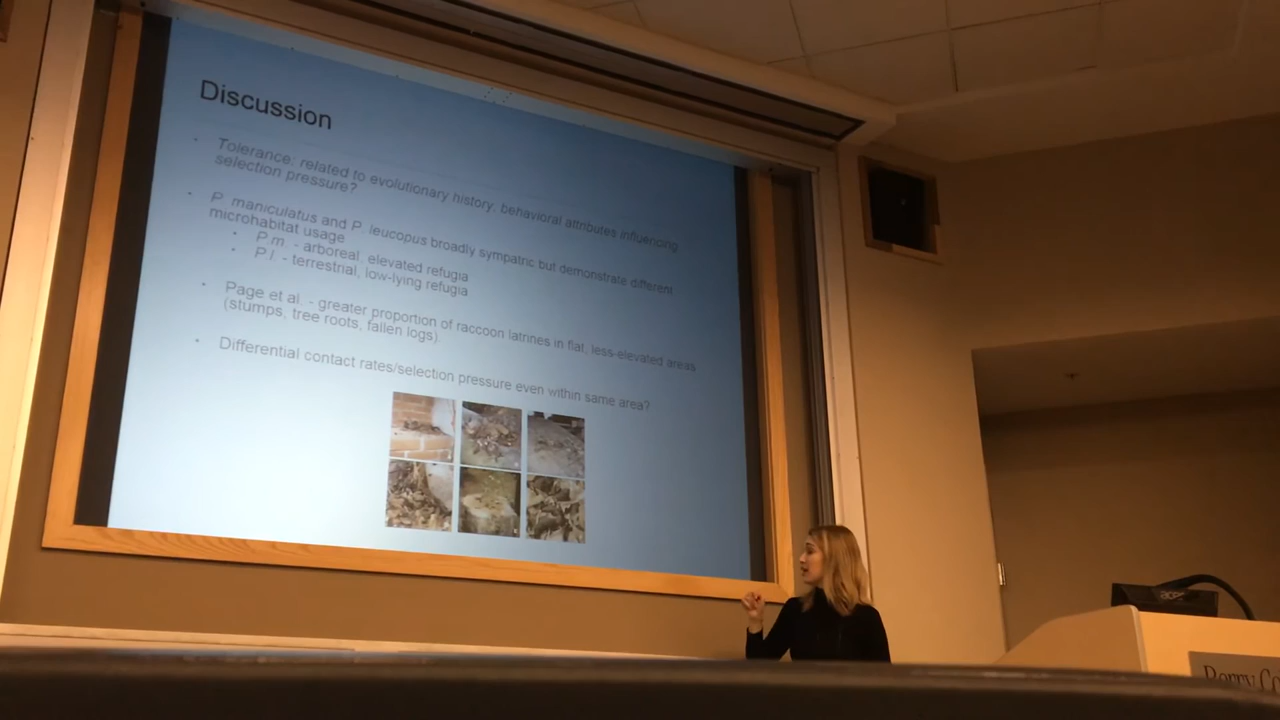 Discussion
Tolerance: related to evolutionary history, behavioral attributes influencing
selection pressure?
P. maniculatus and P. leucopus broadly sympatric but demonstrate different
microhabitat usage
P.m. - arboreal, elevated refugia
P.l. - terrestrial, low-lying refugia
Page et al. - greater proportion of raccoon latrines in flat, less-elevated areas
(stumps, tree roots, fallen logs)
Differential contact rates/selection pressure even within same area?
acer